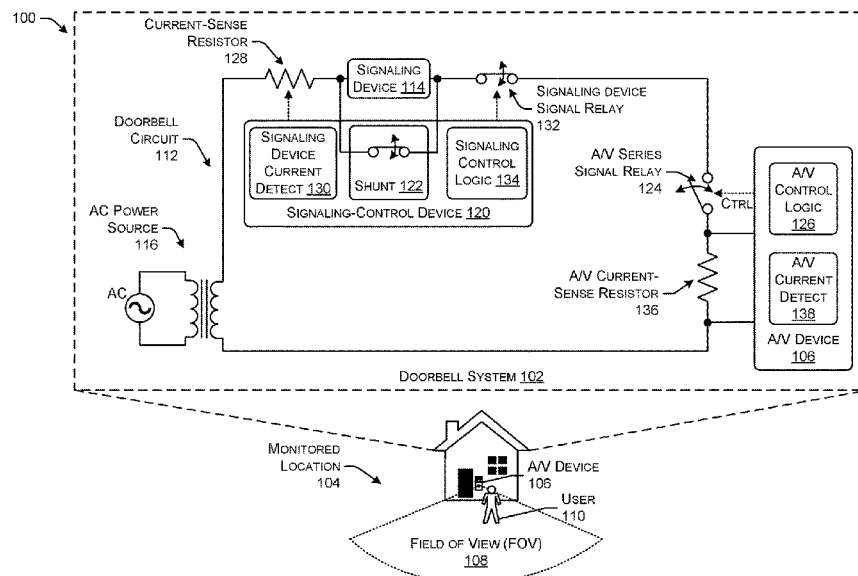 100
CURRENT-SENSE
RESISTOR
128
SIGNALING
DEVICE 114
SIGNALING DEVICE
SIGNAL RELAY
132
DOORBELL
CIRCUIT
112
SIGNALING
DEVICE
CURRENT
DETECT 130
SHUNT 122
SIGNALING
CONTROL
LOGIC 134
SIGNALING-CONTROL DEVICE 120
A/V SERIES
SIGNAL RELAY
124
CTRL
A/V
CONTROL
LOGIC
126
AC POWER
SOURCE
116
AC
A/V CURRENT-
SENSE RESISTOR
136
A/V
CURRENT
DETECT
138
A/V DEVICE
106
DOORBELL SYSTEM 102
MONITORED
LOCATION
104
A/V DEVICE
106
USER
110
FIELD OF VIEW (FOV)
108